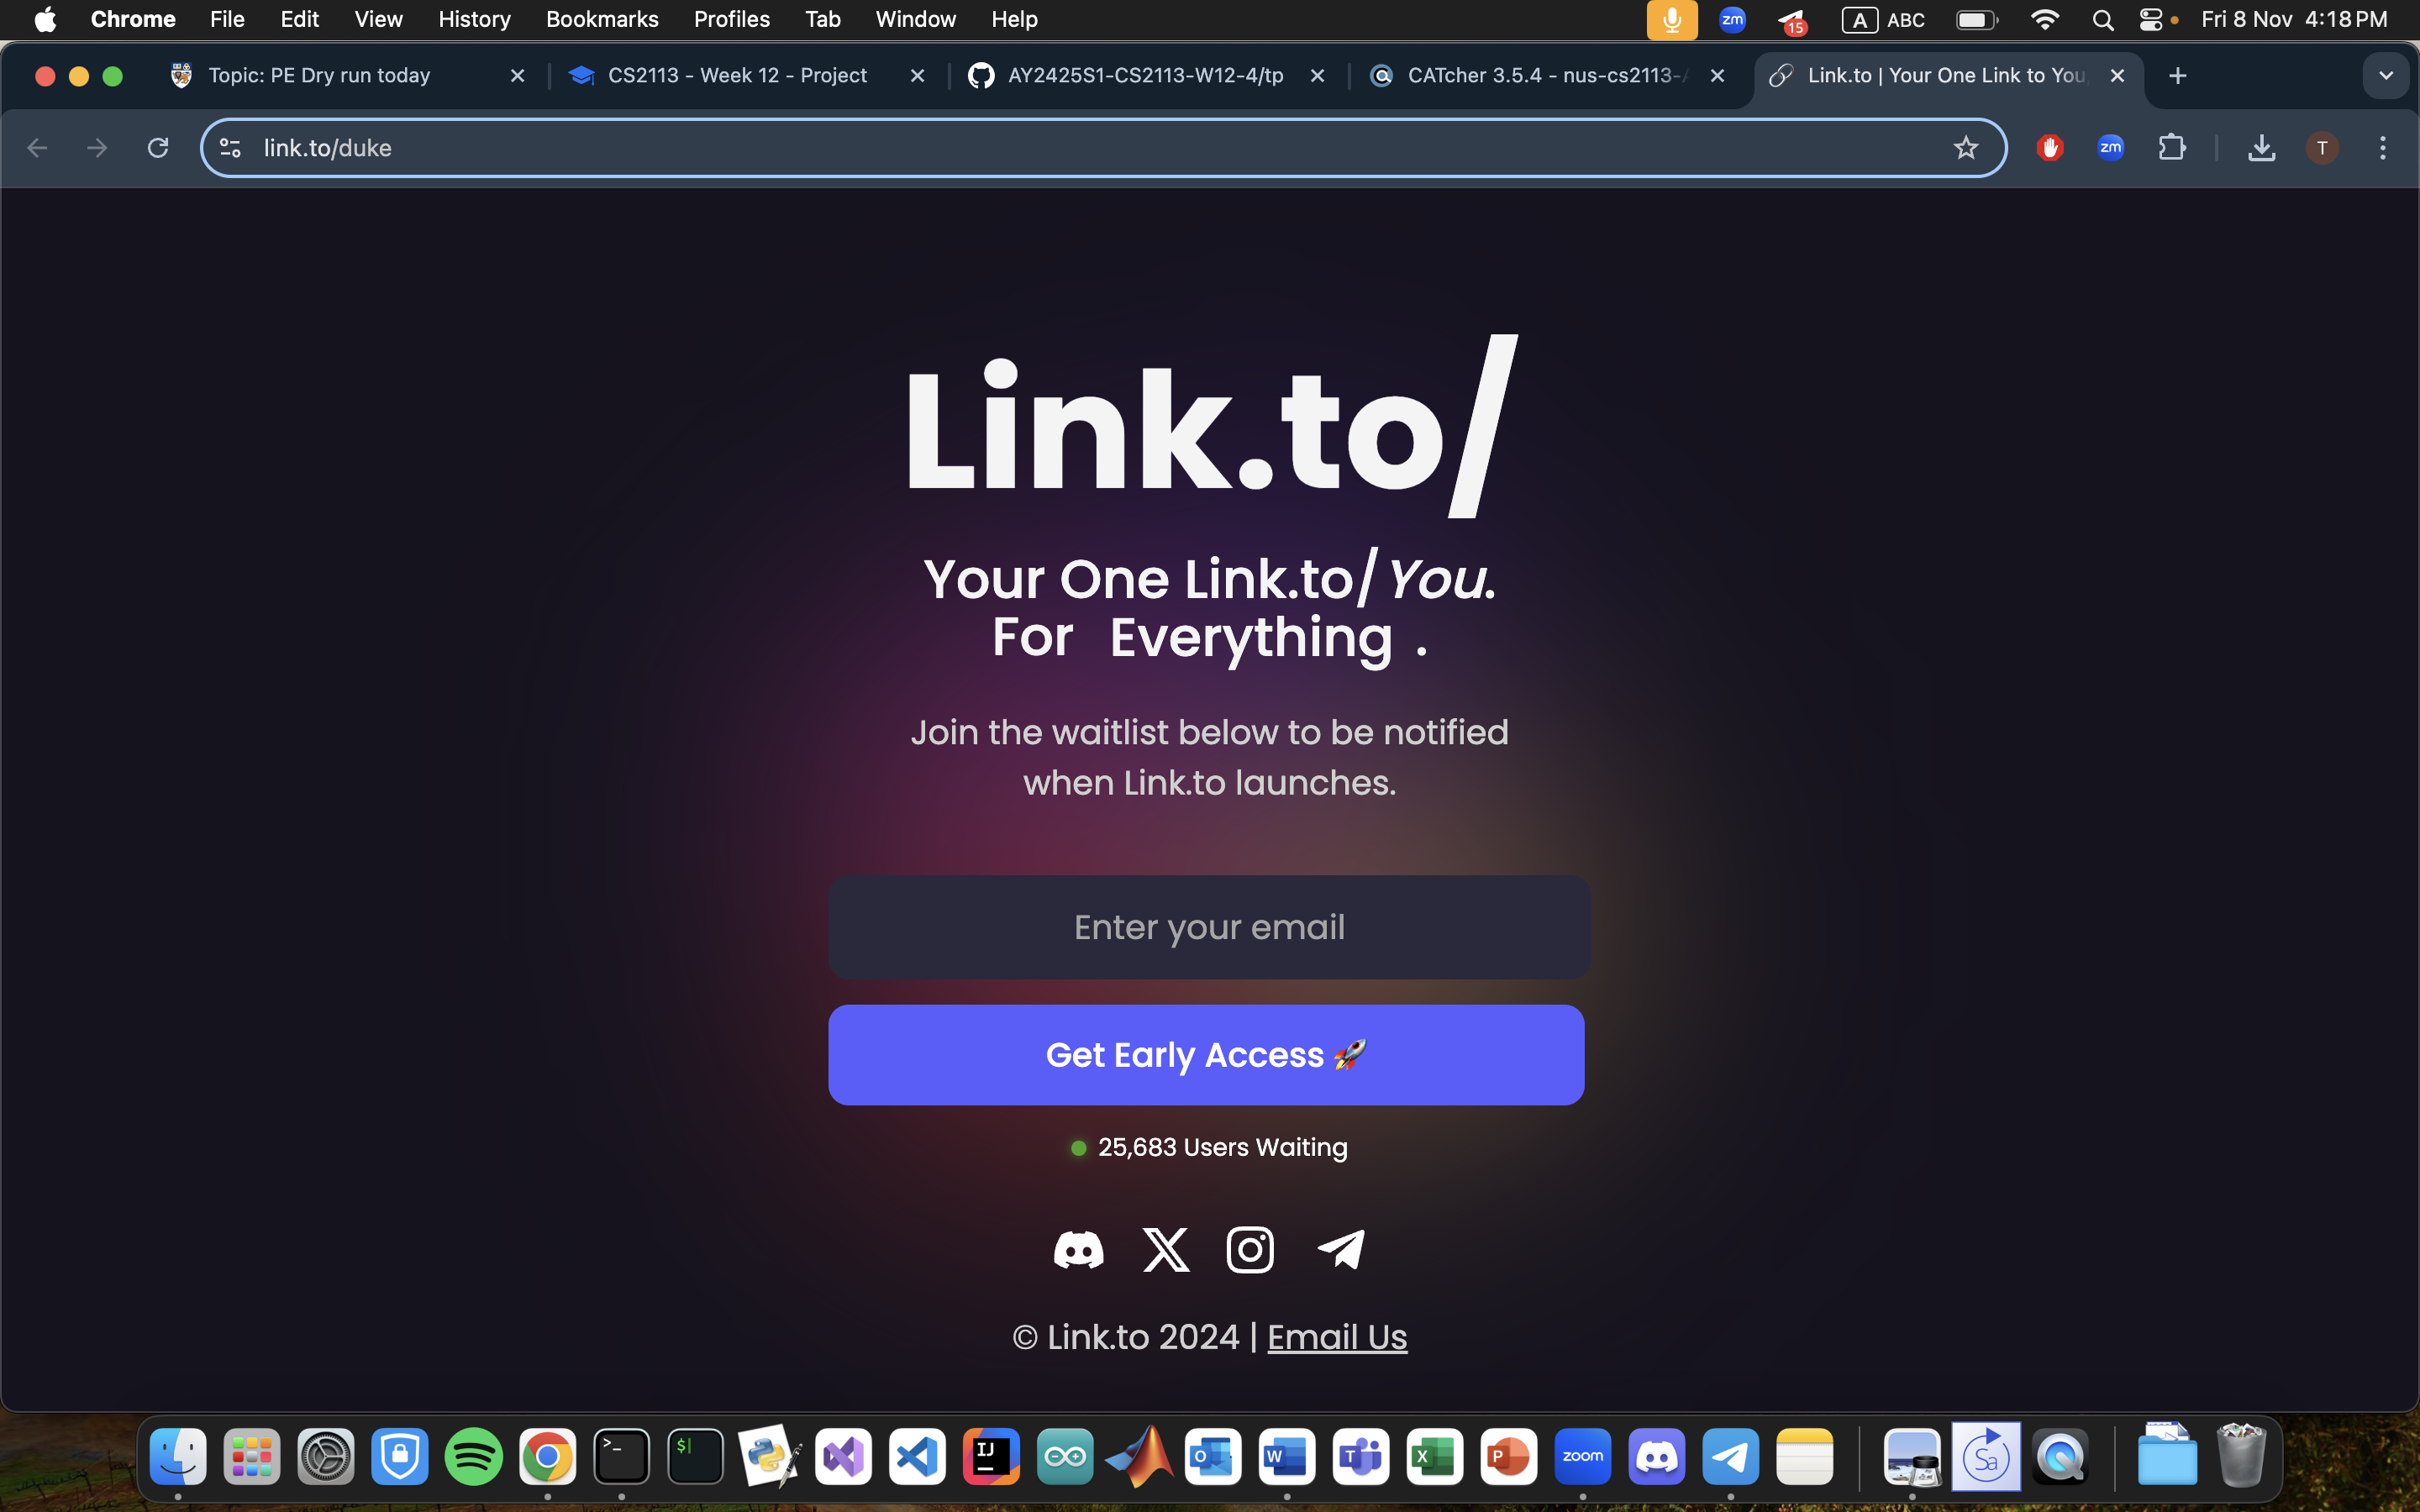 Chrome File Edit View History Bookmarks Profiles Tab Window Help zm 15 A ABC Fri 8 Nov 4:18 PM
Topic: PE Dry run today CS2113 - Week 12 - Project AY2425S1-CS2113-W12-4/tp CATcher 3.5.4 - nus-cs2113-A Link.to | Your One Link to You,
link.to/duke zm T
Link.to/
Your One Link.to/You.
For Everything .
Join the waitlist below to be notified
when Link.to launches.
Enter your email
Get Early Access 🚀
25,683 Users Waiting
© Link.to 2024 | Email Us
>_ $ IJ O W T X P zoom Sa